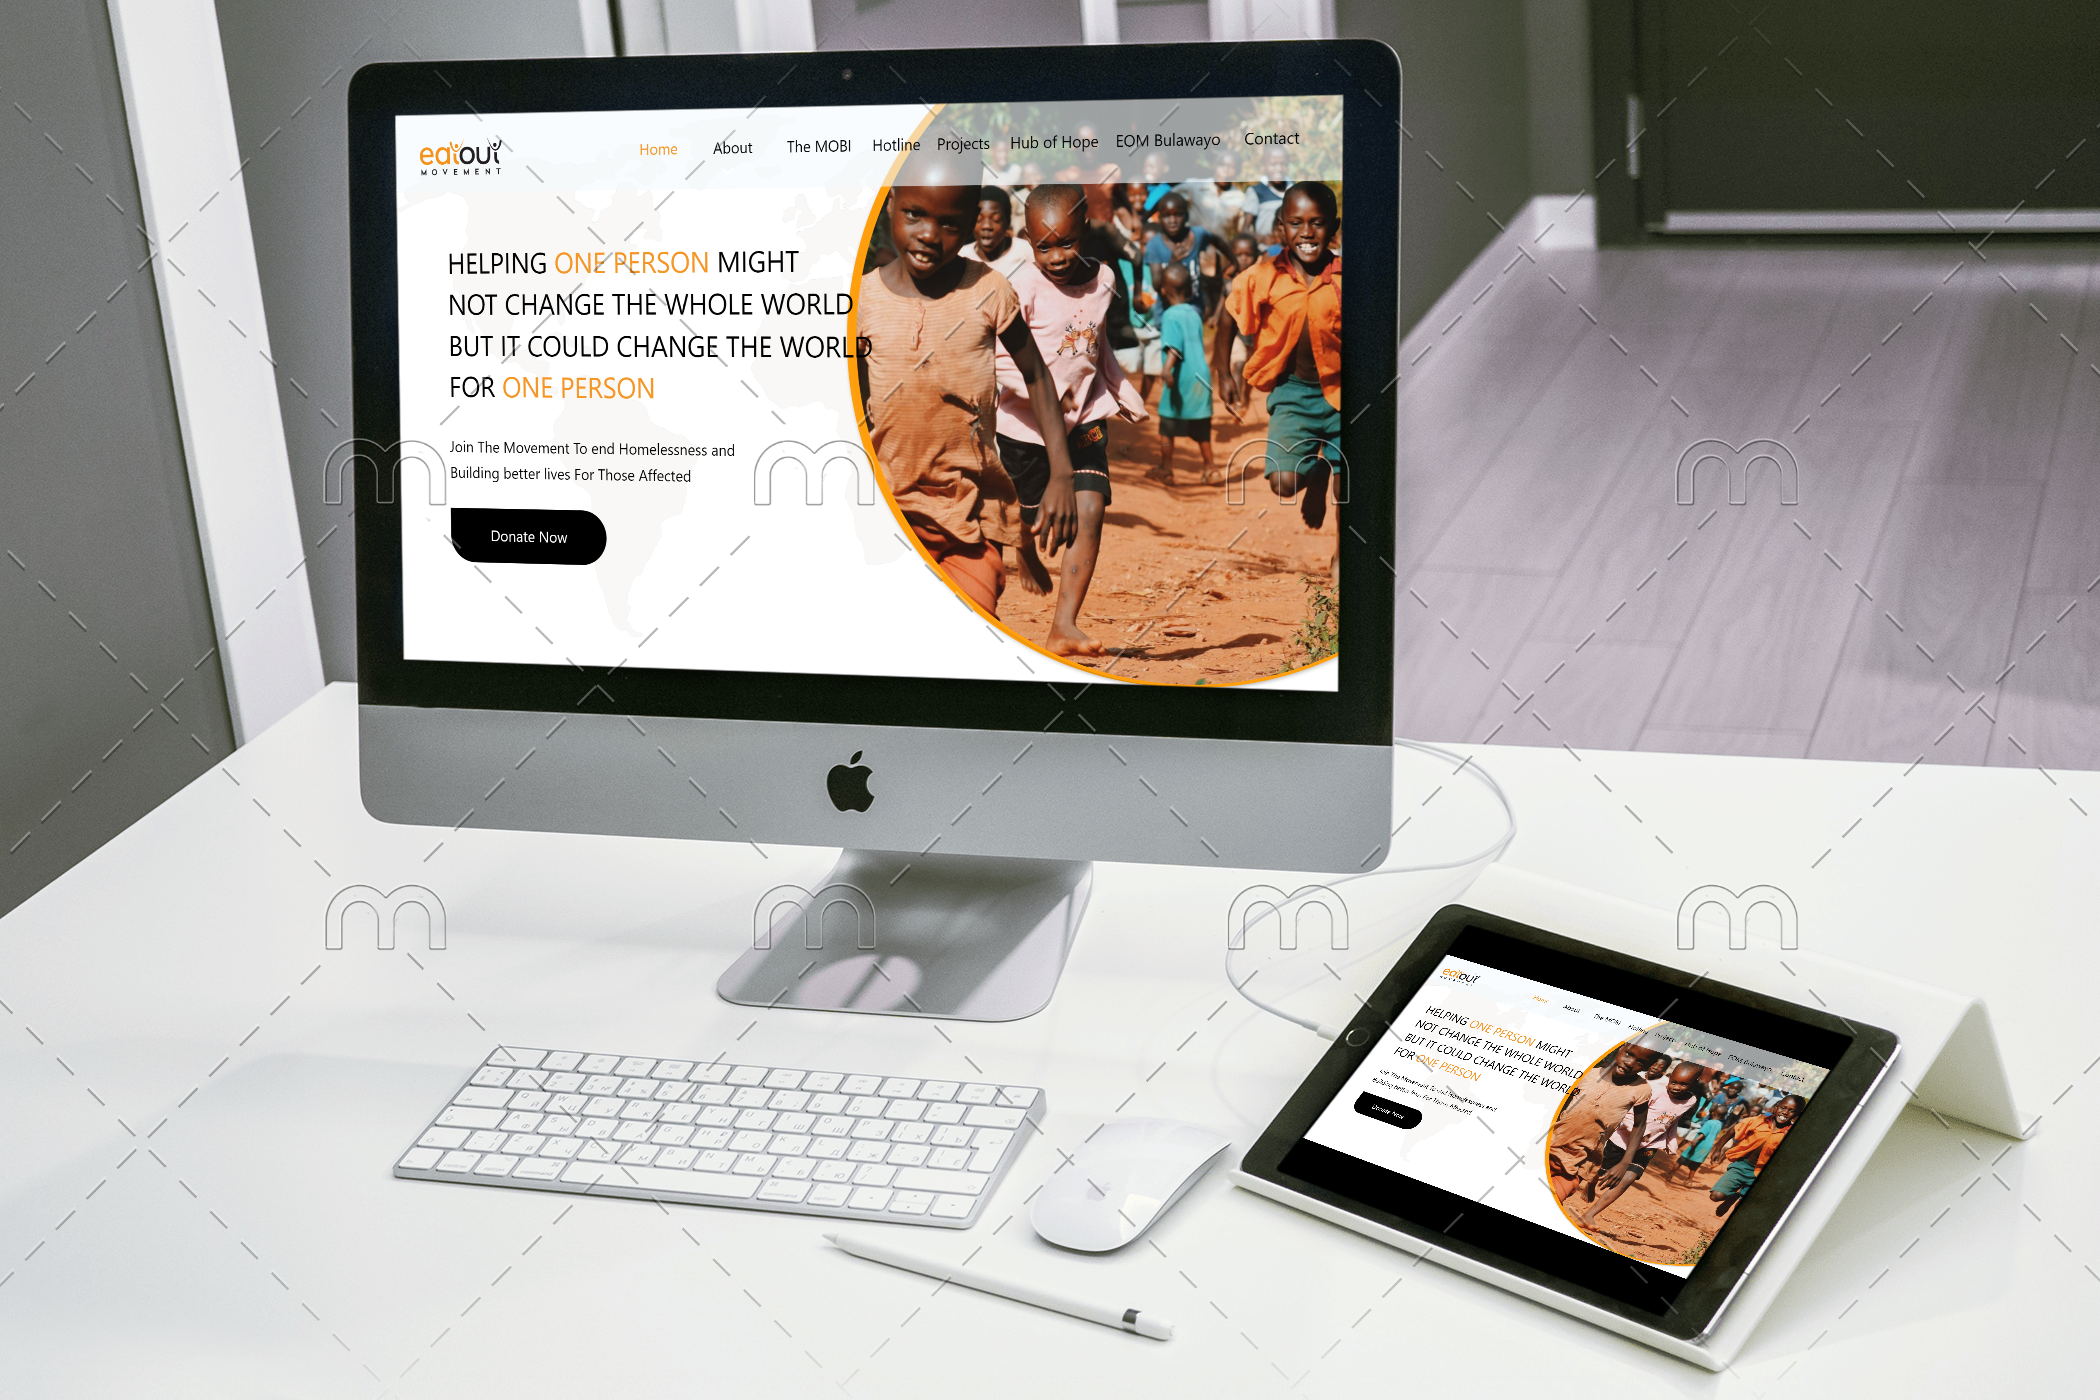 eatout
MOVEMENT
Home About The MOBI Hotline Projects Hub of Hope EOM Bulawayo Contact
HELPING ONE PERSON MIGHT
NOT CHANGE THE WHOLE WORLD
BUT IT COULD CHANGE THE WORLD
FOR ONE PERSON
Join The Movement To end Homelessness and
Building better lives For Those Affected
Donate Now
eatout
MOVEMENT
Home About The MOBI Hotline Projects Hub of Hope EOM Bulawayo Contact
HELPING ONE PERSON MIGHT
NOT CHANGE THE WHOLE WORLD
BUT IT COULD CHANGE THE WORLD
FOR ONE PERSON
Join The Movement To end Homelessness and
Building better lives For Those Affected
Donate Now
m m m m
m m m m